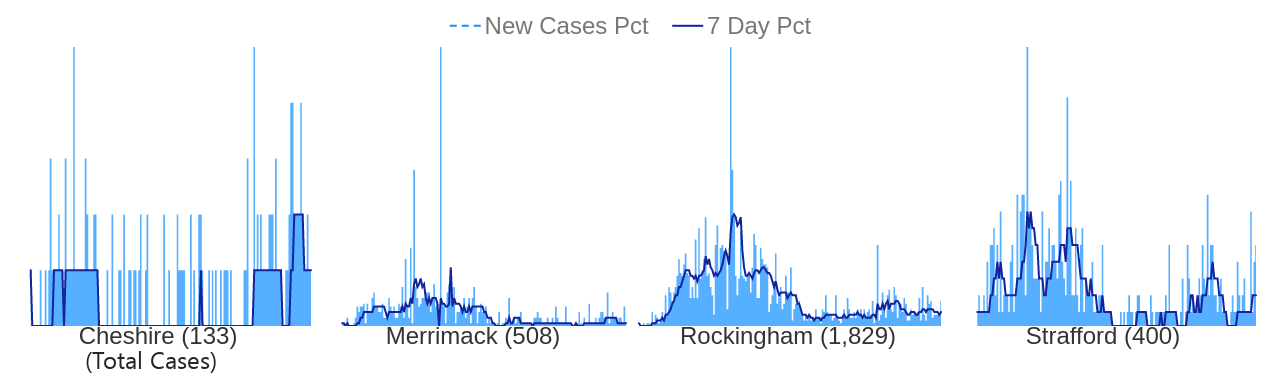 New Cases Pct 7 Day Pct
Cheshire (133) Merrimack (508) Rockingham (1,829) Strafford (400)
(Total Cases)